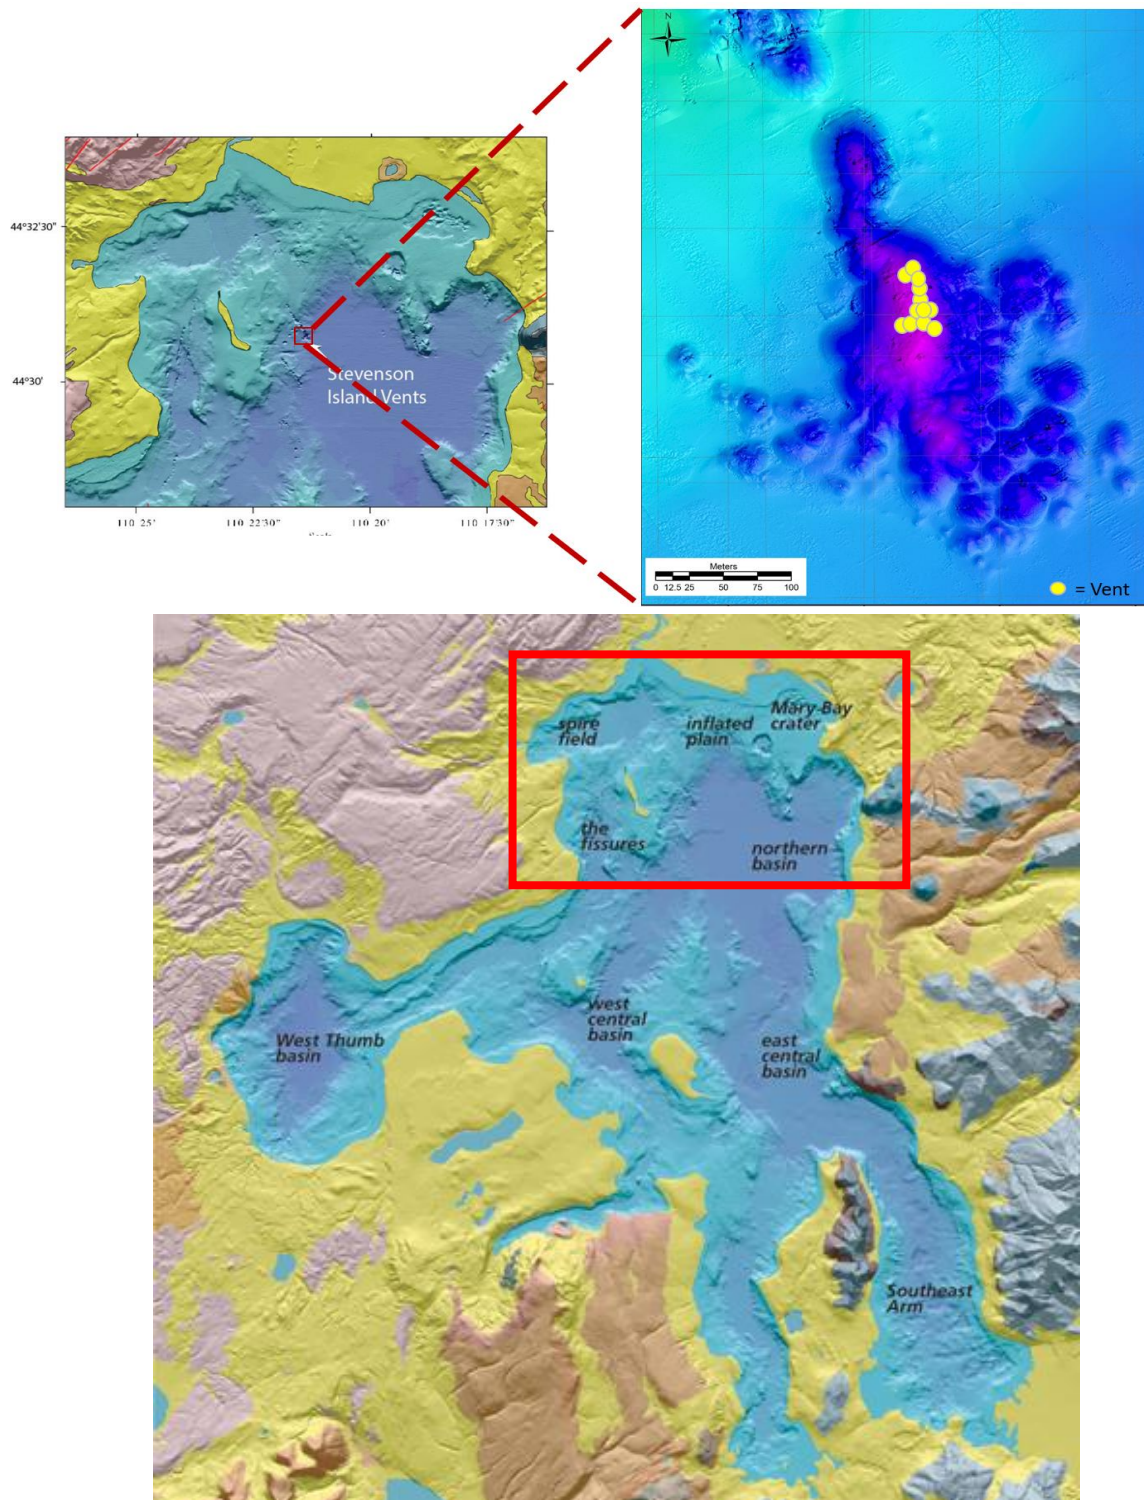 N
44°32'30"
44°30'
Stevenson
Island Vents
110 25'
110 22'30"
110 20'
110 17'30"
Meters
0 12.5 25 50 75 100
= Vent
spire
field
inflated
plain
Mary Bay
crater
the
fissures
northern
basin
West Thumb
basin
west
central
basin
east
central
basin
Southeast
Arm